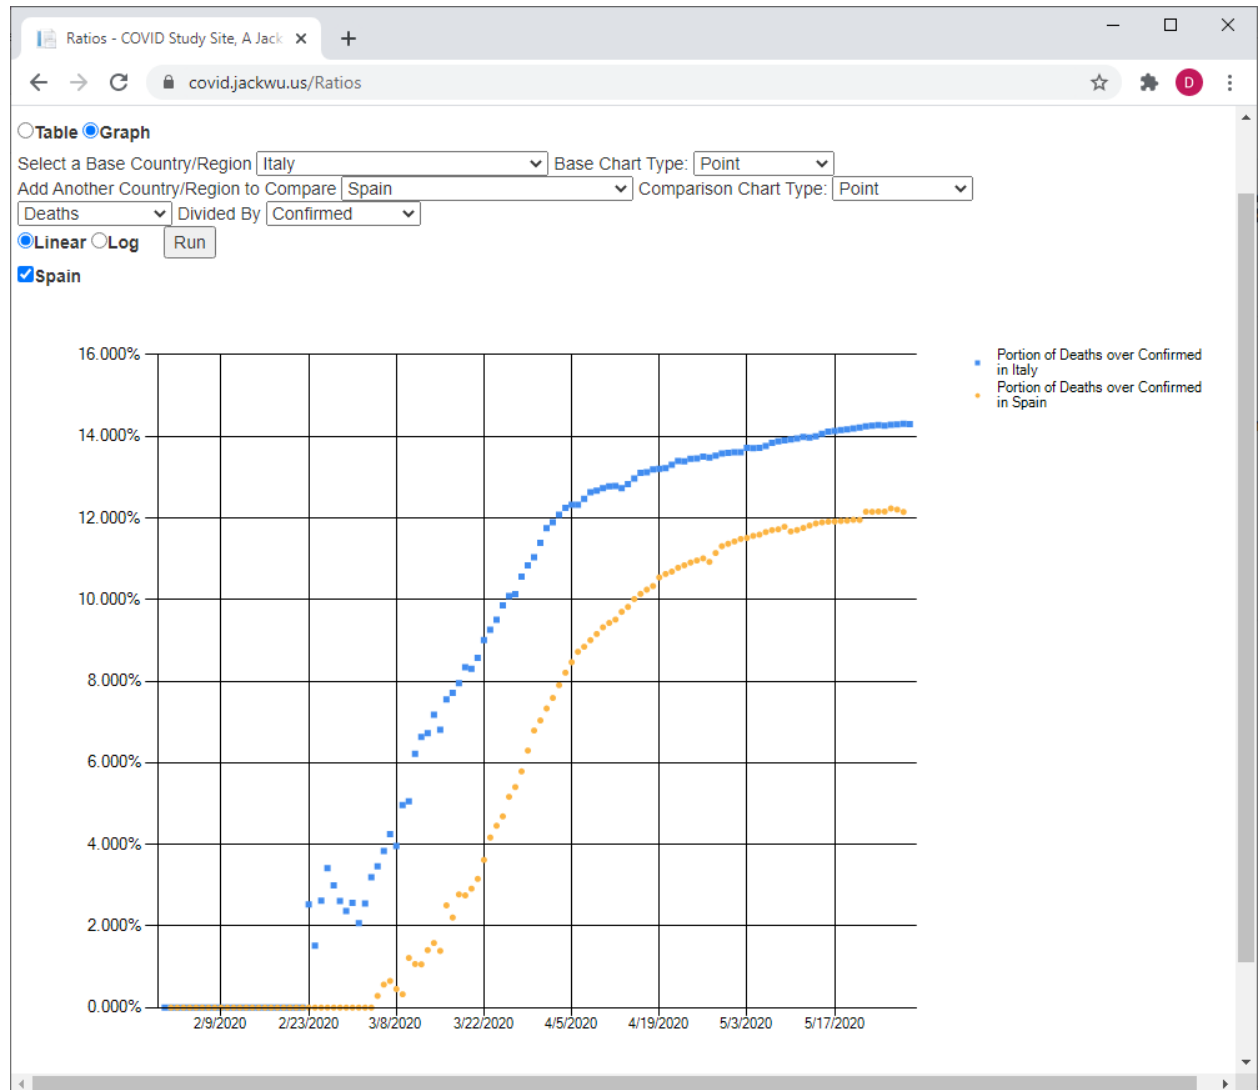 Ratios - COVID Study Site, A Jack
covid.jackwu.us/Ratios
D
Table Graph
Select a Base Country/Region Italy Base Chart Type: Point
Add Another Country/Region to Compare Spain Comparison Chart Type: Point
Deaths Divided By Confirmed
Linear Log Run
Spain
16.000%
14.000%
12.000%
10.000%
8.000%
6.000%
4.000%
2.000%
0.000%
2/9/2020 2/23/2020 3/8/2020 3/22/2020 4/5/2020 4/19/2020 5/3/2020 5/17/2020
Portion of Deaths over Confirmed
in Italy
Portion of Deaths over Confirmed
in Spain